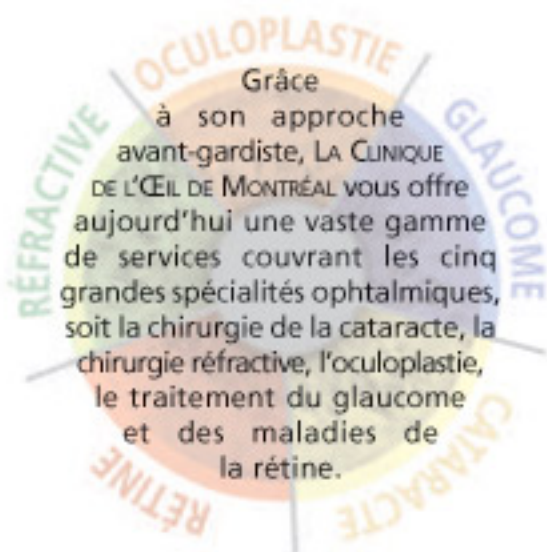 OCULOPLASTIE
GLAUCOME
CATARACTE
RÉTINE
RÉFRACTIVE
Grâce
à son approche
avant-gardiste, LA CLINIQUE
DE L'ŒIL DE MONTRÉAL vous offre
aujourd'hui une vaste gamme
de services couvrant les cinq
grandes spécialités ophtalmiques,
soit la chirurgie de la cataracte, la
chirurgie réfractive, l'oculoplastie,
le traitement du glaucome
et des maladies de
la rétine.